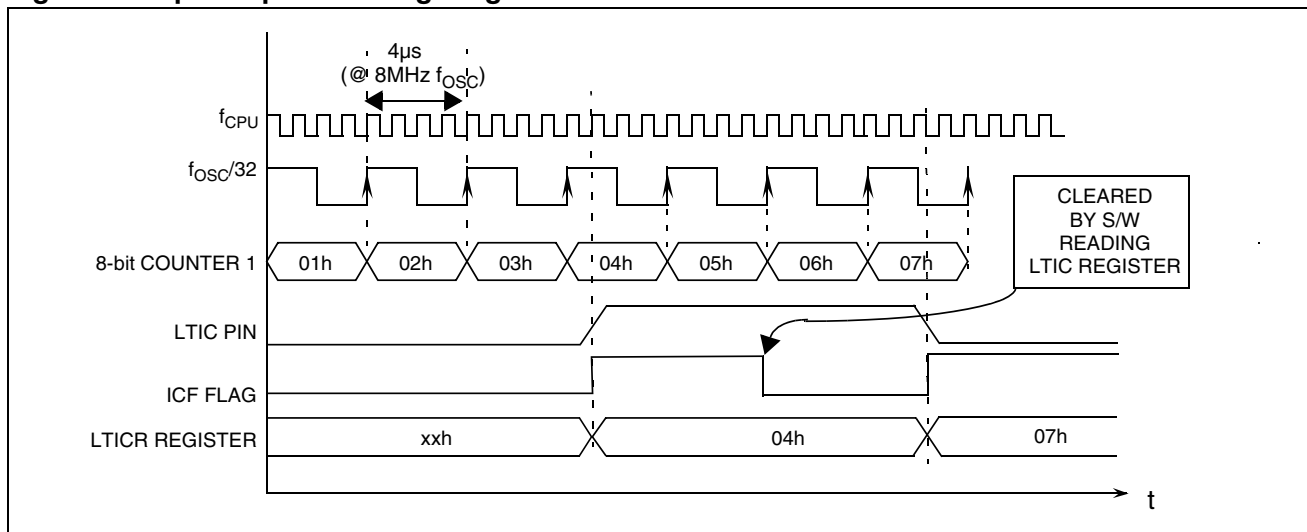 4µs
(@ 8MHz fOSC)
fCPU
fOSC/32
CLEARED
BY S/W
READING
LTIC REGISTER
8-bit COUNTER 1
01h
02h
03h
04h
05h
06h
07h
LTIC PIN
ICF FLAG
LTICR REGISTER
xxh
04h
07h
t